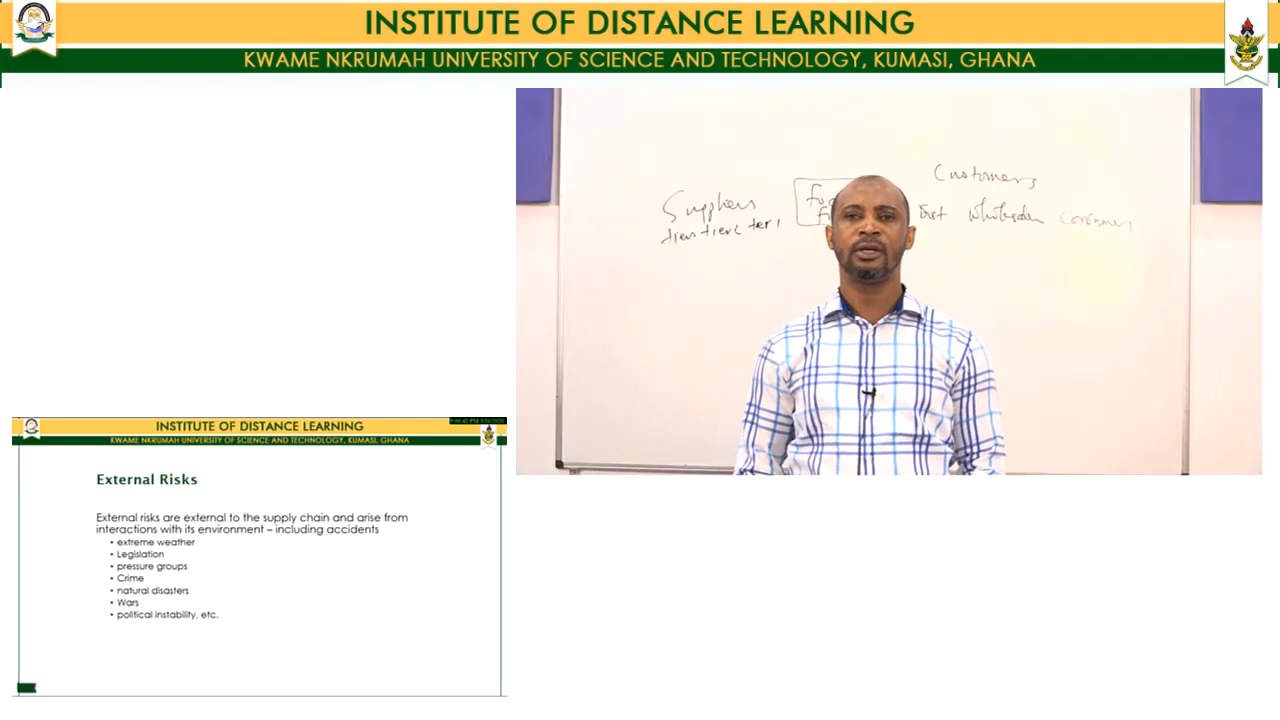 INSTITUTE OF DISTANCE LEARNING
KWAME NKRUMAH UNIVERSITY OF SCIENCE AND TECHNOLOGY, KUMASI, GHANA
Customers
Suppliers
INSTITUTE OF DISTANCE LEARNING
KWAME NKRUMAH UNIVERSITY OF SCIENCE AND TECHNOLOGY, KUMASI, GHANA
External Risks
External risks are external to the supply chain and arise from
interactions with its environment – including accidents
• extreme weather
• Legislation
• pressure groups
• Crime
• natural disasters
• Wars
• political instability, etc.